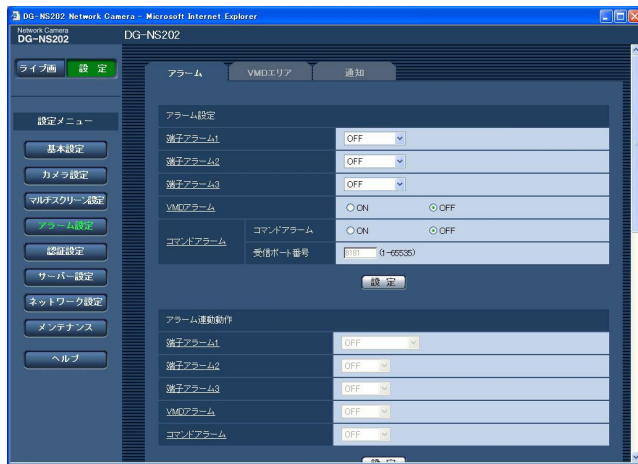 DG-NS202 Network Camera - Microsoft Internet Explorer
Network Camera
DG-NS202
DG-NS202
ライブ画 設 定
アラーム VMDエリア 通知
設定メニュー
基本設定
カメラ設定
マルチスクリーン設定
アラーム設定
認証設定
サーバー設定
ネットワーク設定
メンテナンス
ヘルプ
アラーム設定
端子アラーム1 OFF
端子アラーム2 OFF
端子アラーム3 OFF
VMDアラーム ON OFF
コマンドアラーム コマンドアラーム ON OFF
受信ポート番号 8181 (1-65535)
設 定
アラーム連動動作
端子アラーム1 OFF
端子アラーム2 OFF
端子アラーム3 OFF
VMDアラーム OFF
コマンドアラーム OFF
設 定